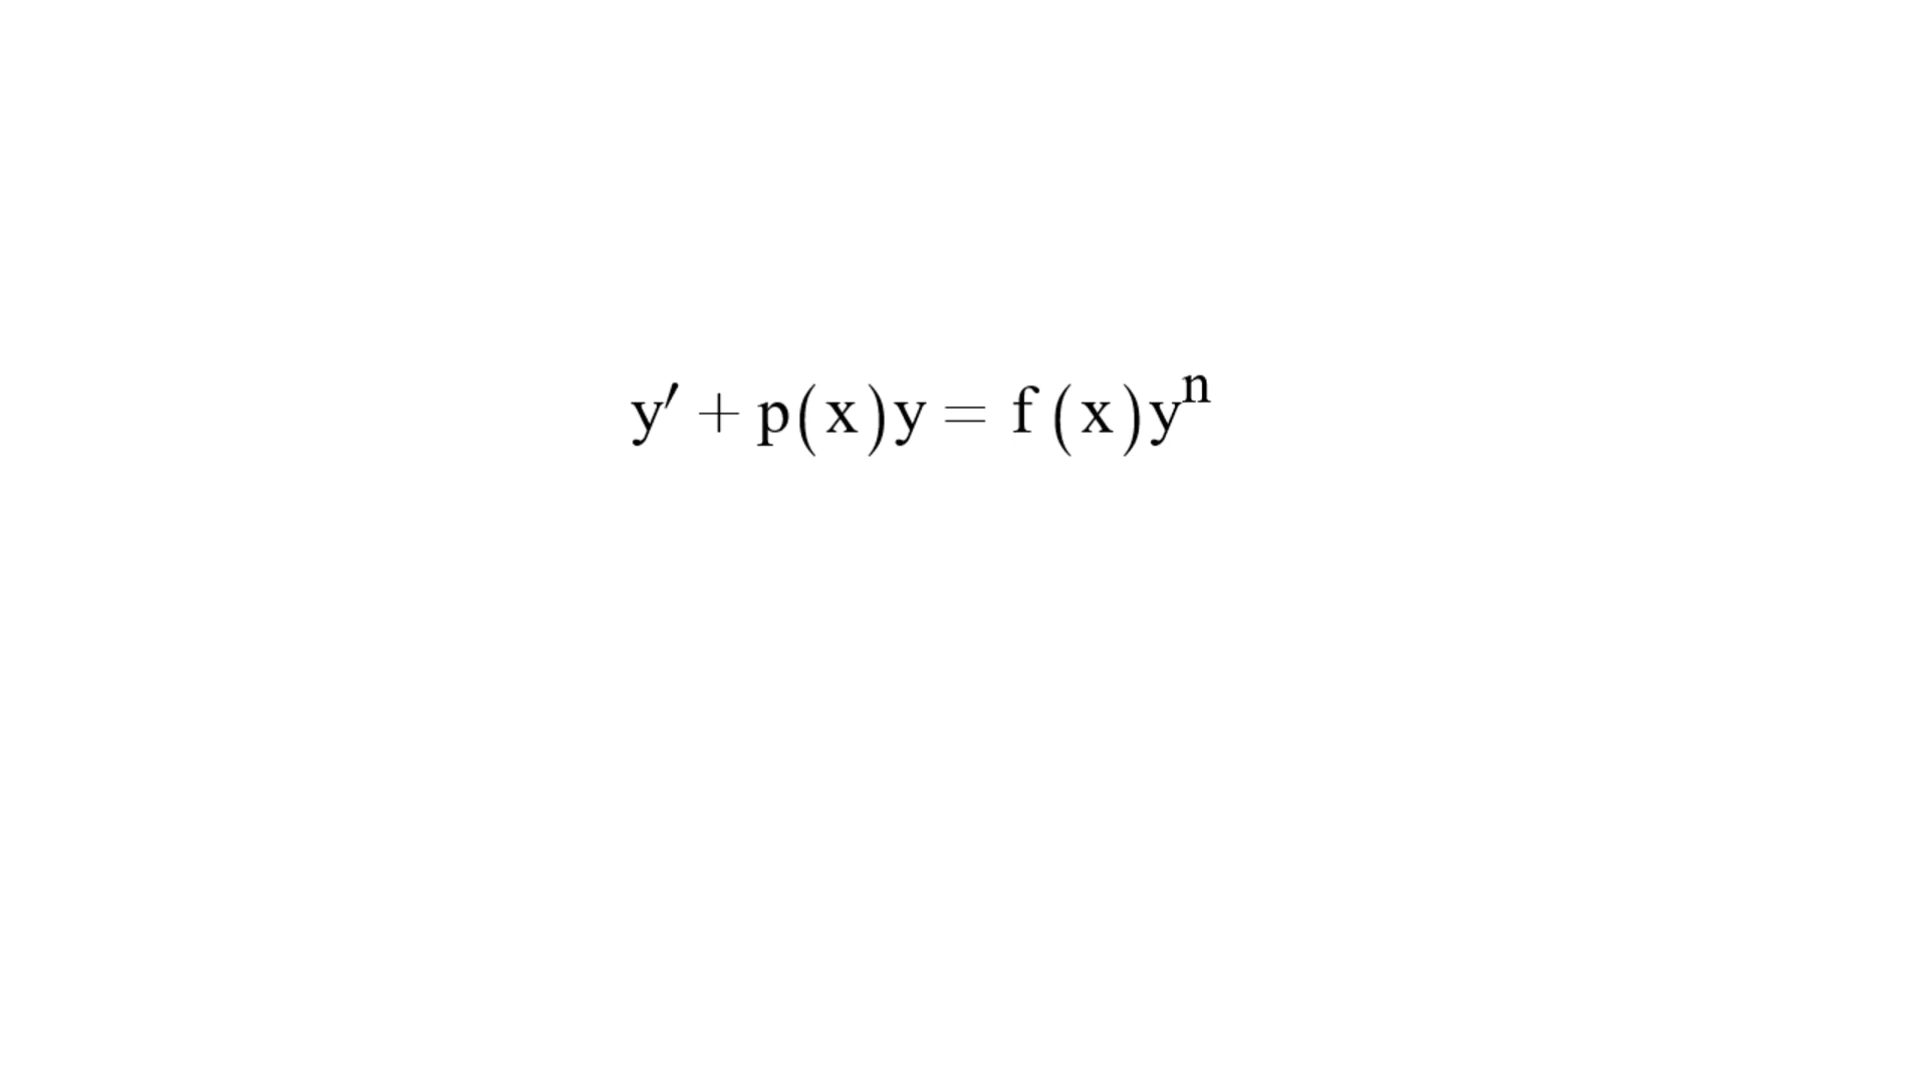 y′ + p(x)y = f(x)yⁿ